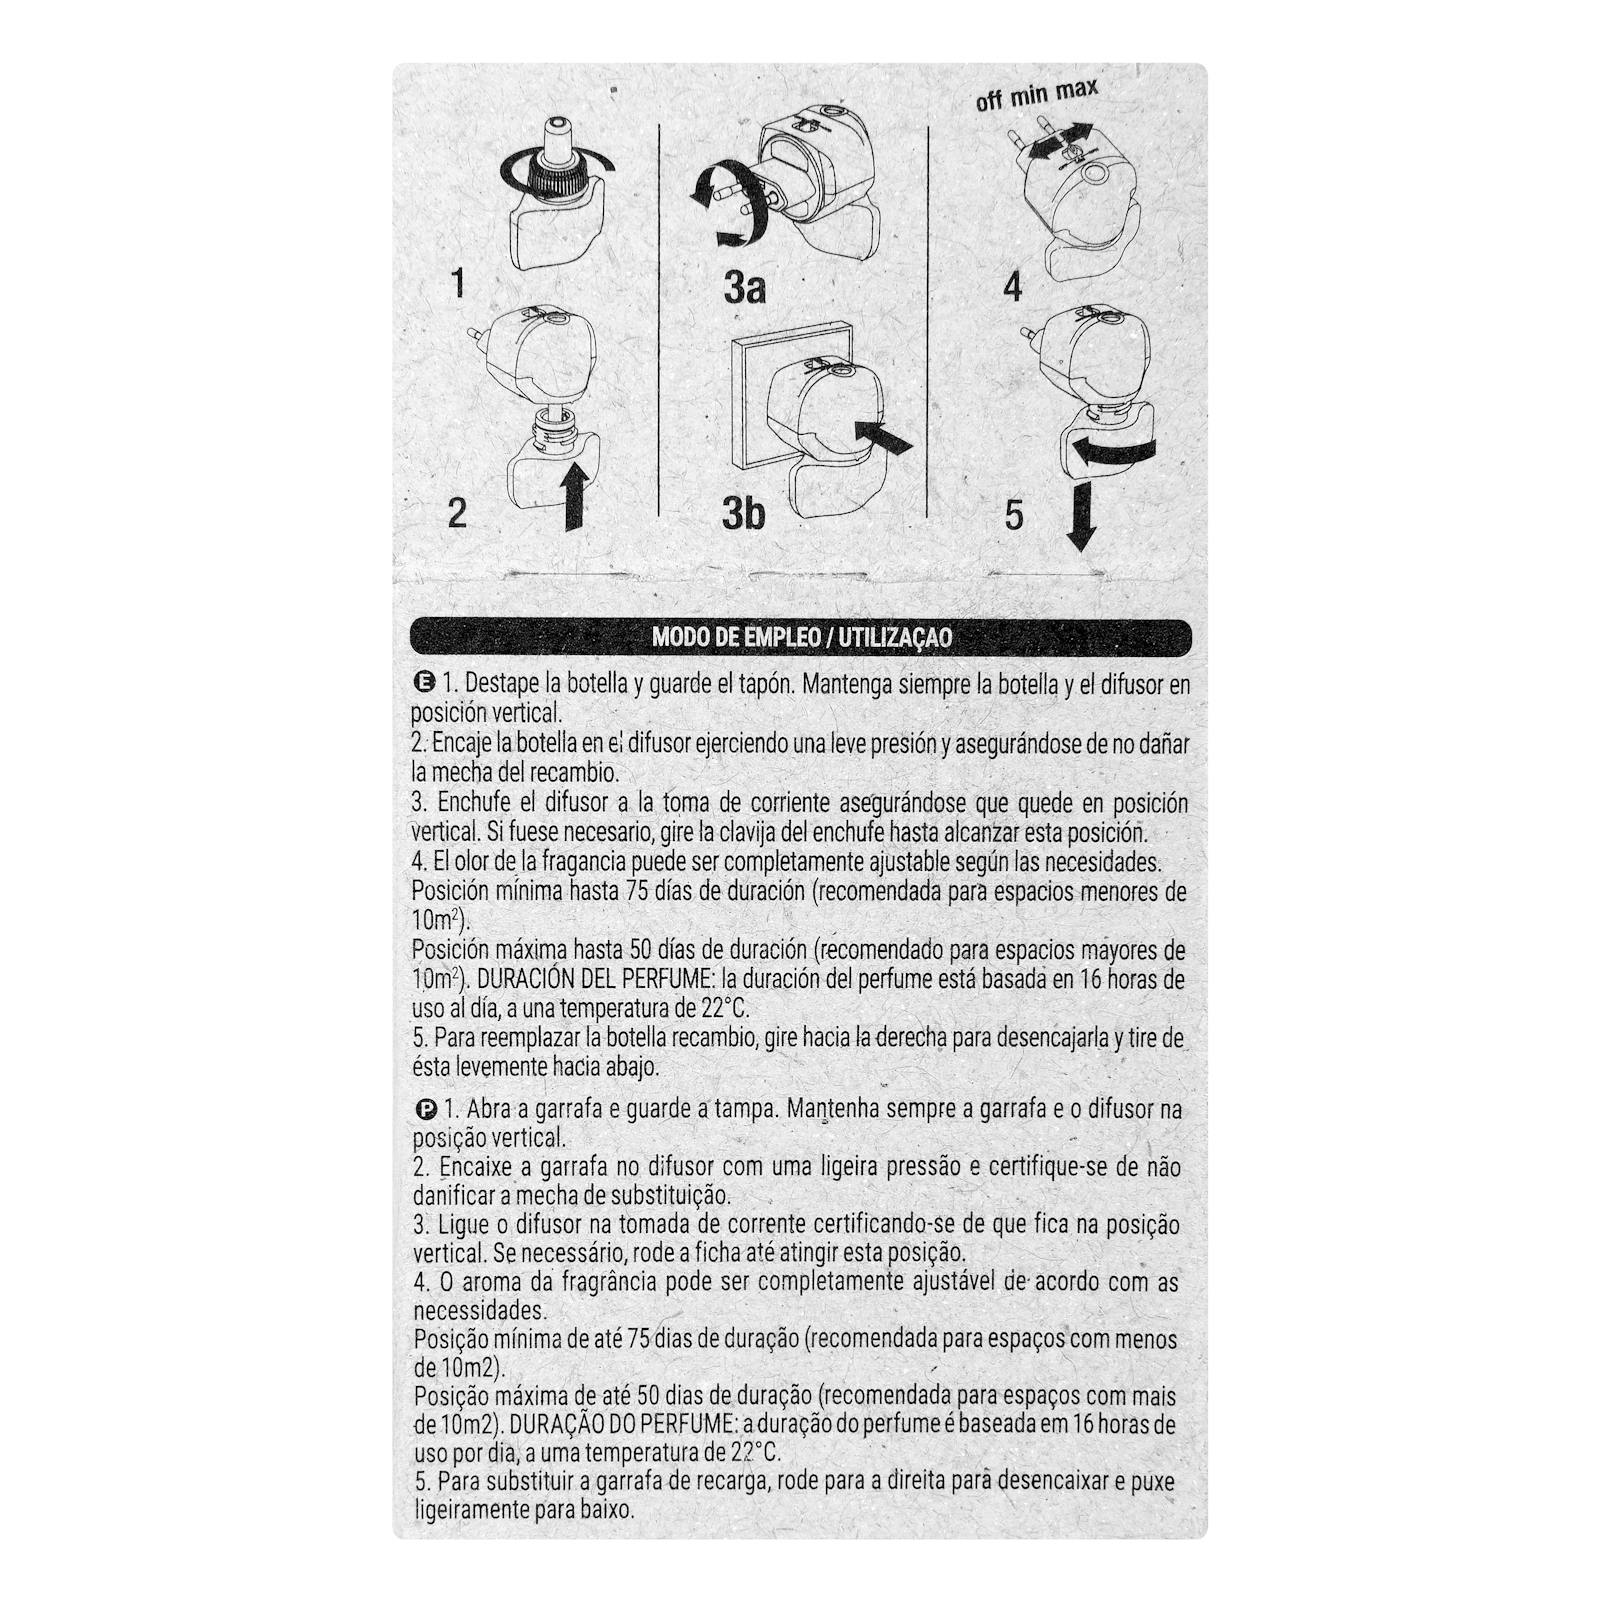 off min max
1
3a
4
2
3b
5
MODO DE EMPLEO / UTILIZAÇAO
E 1. Destape la botella y guarde el tapón. Mantenga siempre la botella y el difusor en
posición vertical.
2. Encaje la botella en el difusor ejerciendo una leve presión y asegurándose de no dañar
la mecha del recambio.
3. Enchufe el difusor a la toma de corriente asegurándose que quede en posición
vertical. Si fuese necesario, gire la clavija del enchufe hasta alcanzar esta posición.
4. El olor de la fragancia puede ser completamente ajustable según las necesidades.
Posición mínima hasta 75 días de duración (recomendada para espacios menores de
10m²).
Posición máxima hasta 50 días de duración (recomendado para espacios mayores de
10m²). DURACIÓN DEL PERFUME: la duración del perfume está basada en 16 horas de
uso al día, a una temperatura de 22°C.
5. Para reemplazar la botella recambio, gire hacia la derecha para desencajarla y tire de
ésta levemente hacia abajo.
P 1. Abra a garrafa e guarde a tampa. Mantenha sempre a garrafa e o difusor na
posição vertical.
2. Encaixe a garrafa no difusor com uma ligeira pressão e certifique-se de não
danificar a mecha de substituição.
3. Ligue o difusor na tomada de corrente certificando-se de que fica na posição
vertical. Se necessário, rode a ficha até atingir esta posição.
4. O aroma da fragrância pode ser completamente ajustável de acordo com as
necessidades.
Posição mínima de até 75 dias de duração (recomendada para espaços com menos
de 10m2).
Posição máxima de até 50 dias de duração (recomendada para espaços com mais
de 10m2). DURAÇÃO DO PERFUME: a duração do perfume é baseada em 16 horas de
uso por dia, a uma temperatura de 22°C.
5. Para substituir a garrafa de recarga, rode para a direita para desencaixar e puxe
ligeiramente para baixo.